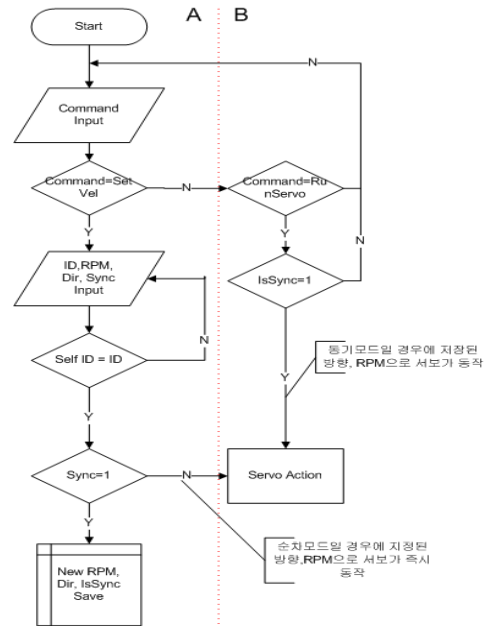 A B
Start
N
Command
Input
Command=Set
Vel
N
Command=Ru
nServo
Y
Y
N
ID,RPM,
Dir, Sync
Input
IsSync=1
N
Self ID = ID
동기모드일 경우에 저장된
방향, RPM으로 서보가 동작
Y
Y
Sync=1
N
Servo Action
Y
New RPM,
Dir, IsSync
Save
순차모드일 경우에 지정된
방향,RPM으로 서보가 즉시
동작